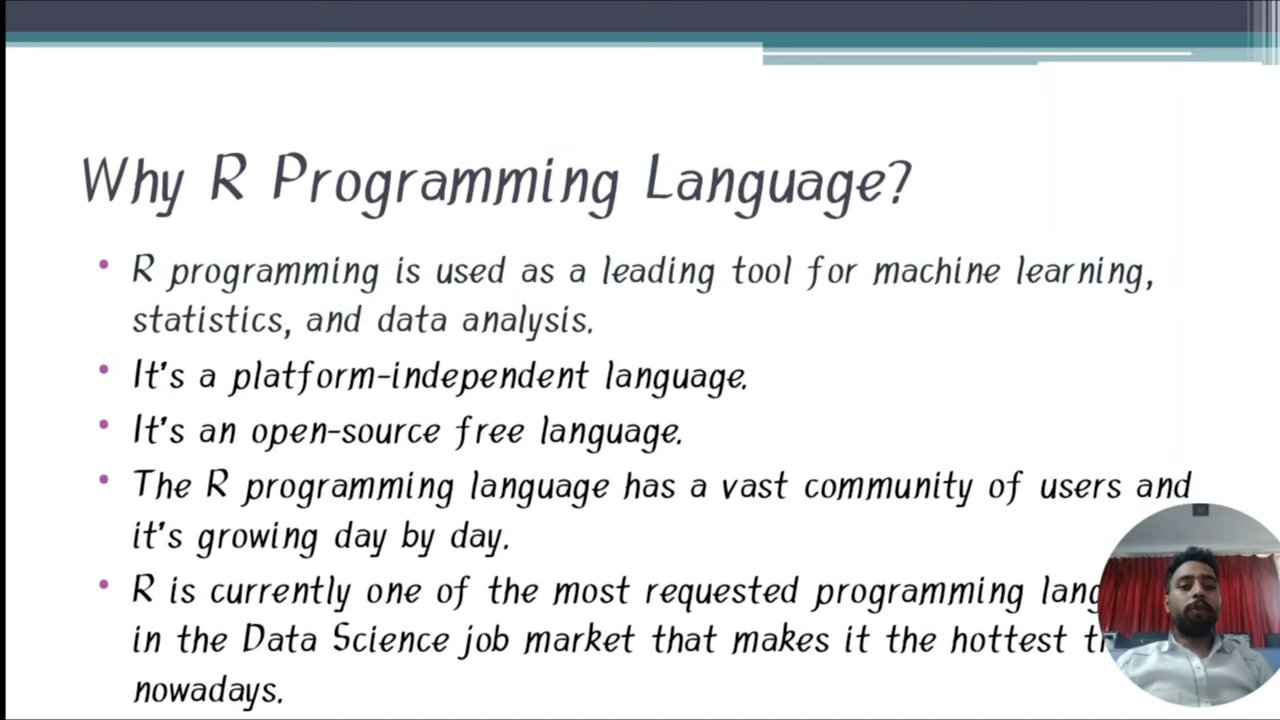 Why R Programming Language?
R programming is used as a leading tool for machine learning,
statistics, and data analysis.
It's a platform-independent language.
It's an open-source free language.
The R programming language has a vast community of users and
it's growing day by day.
R is currently one of the most requested programming
in the Data Science job market that makes it the hottest
nowadays.